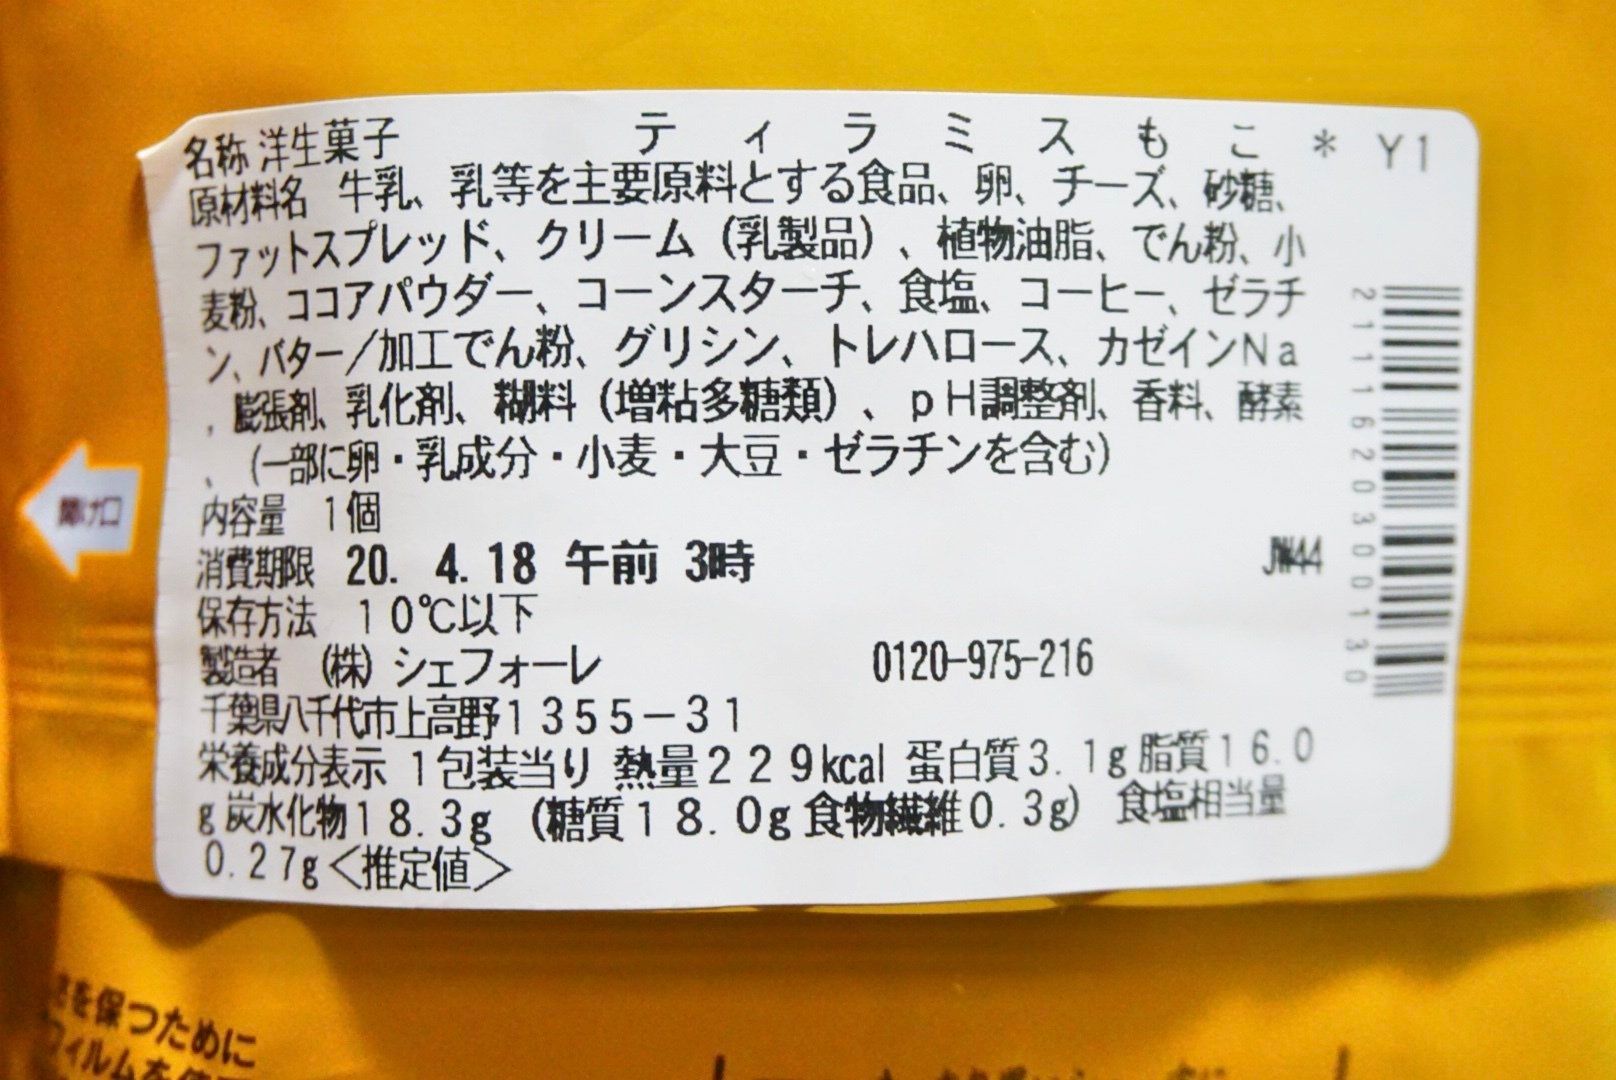 名称 洋生菓子 ティラミスもこ * Y1
原材料名 牛乳、乳等を主要原料とする食品、卵、チーズ、砂糖、
ファットスプレッド、クリーム（乳製品）、植物油脂、でん粉、小
麦粉、ココアパウダー、コーンスターチ、食塩、コーヒー、ゼラチ
ン、バター/加工でん粉、グリシン、トレハロース、カゼインNa
、膨張剤、乳化剤、糊料（増粘多糖類）、pH調整剤、香料、酵素
、（一部に卵・乳成分・小麦・大豆・ゼラチンを含む）
内容量 1個
消費期限 20. 4.18 午前 3時 JW44
保存方法 10℃以下
製造者 (株) シェフォーレ 0120-975-216
千葉県八千代市上高野1355-31
栄養成分表示 1包装当り 熱量229kcal 蛋白質3.1g 脂質16.0
g 炭水化物18.3g （糖質18.0g 食物繊維0.3g） 食塩相当量
0.27g＜推定値＞
2111620300130
開け口
を保つために
フィルムを使